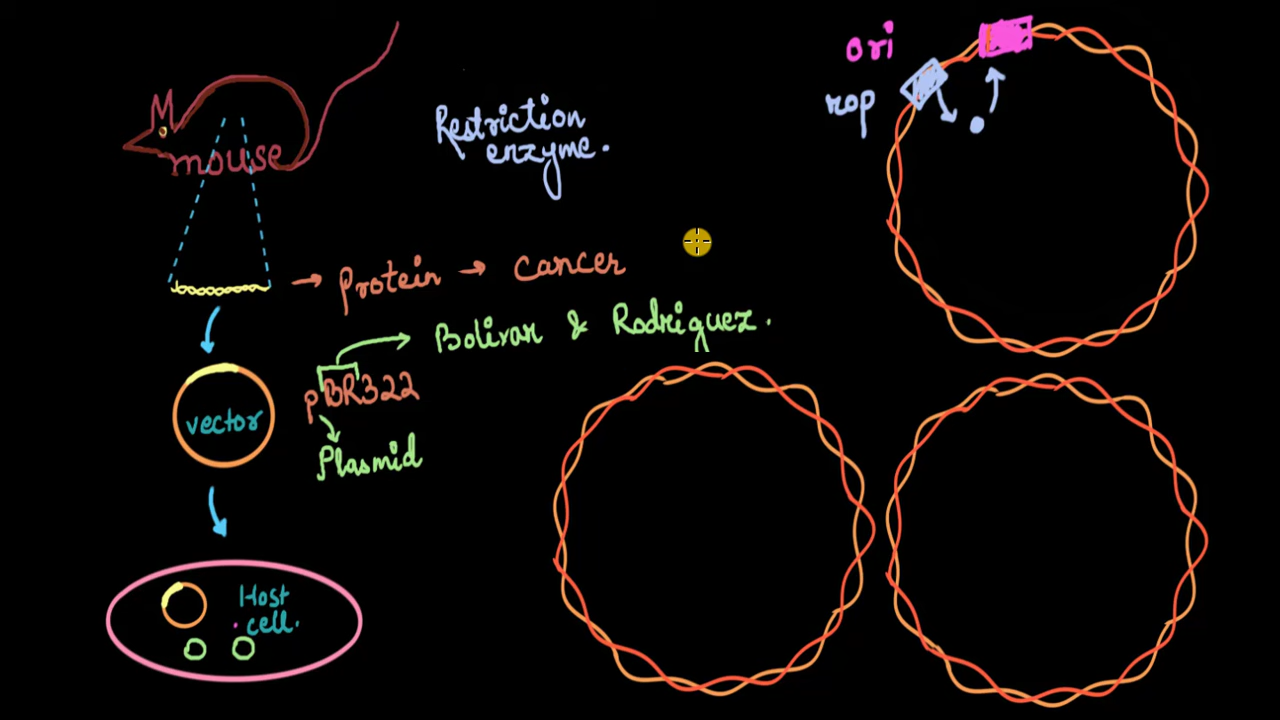 M
mouse
Restriction
enzyme.
→ Protein → Cancer
Bolivar & Rodriguez.
pBR322
Plasmid
vector
Host
cell.
ori
rop